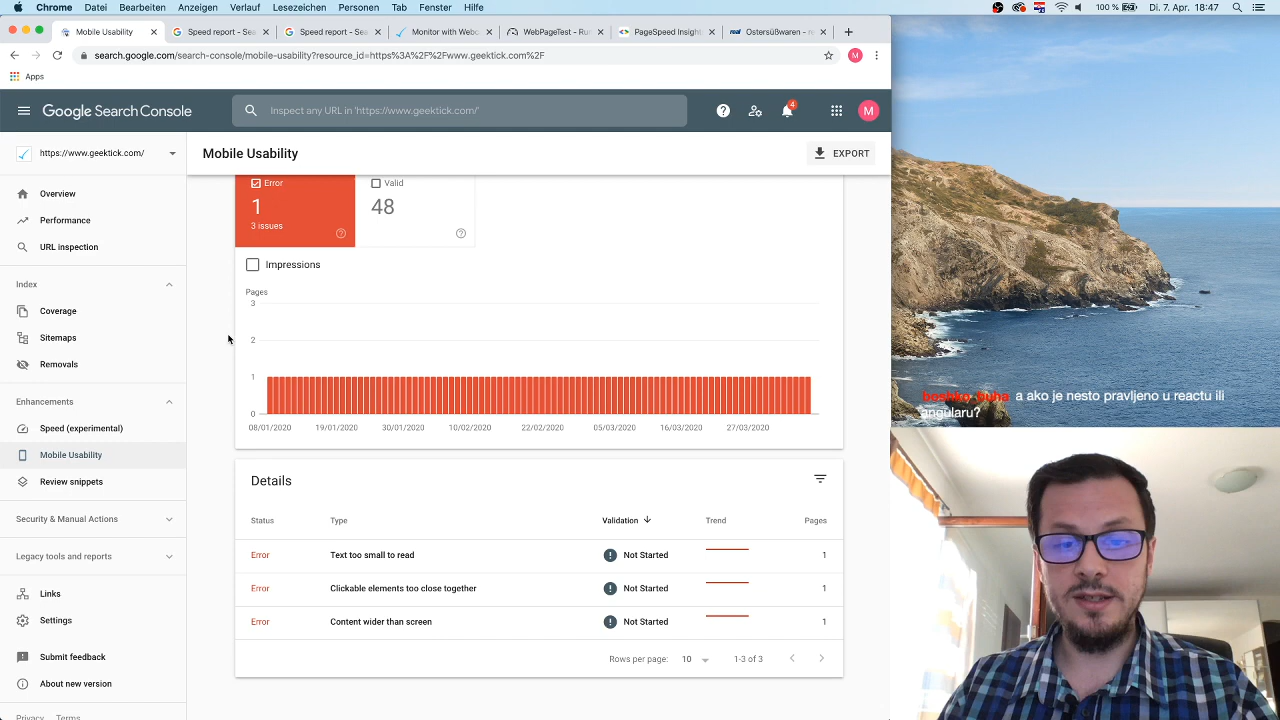 Chrome Datei Bearbeiten Anzeigen Verlauf Lesezeichen Personen Tab Fenster Hilfe 100 % Di. 7. Apr. 18:47
Mobile Usability Speed report - Sea Speed report - Sea Monitor with Webc WebPageTest - Ru PageSpeed Insight real Ostersüßwaren - n
search.google.com/search-console/mobile-usability?resource_id=https%3A%2F%2Fwww.geektick.com%2F M
Apps
Google Search Console Inspect any URL in 'https://www.geektick.com/' 4 M
https://www.geektick.com/
Mobile Usability EXPORT
Overview
Performance
URL inspection
Index
Coverage
Sitemaps
Removals
Enhancements
Speed (experimental)
Mobile Usability
Review snippets
Security & Manual Actions
Legacy tools and reports
Links
Settings
Submit feedback
About new version
Privacy Terms
Error Valid
1 48
3 issues
Impressions
Pages
3
2
1
0
08/01/2020 19/01/2020 30/01/2020 10/02/2020 22/02/2020 05/03/2020 16/03/2020 27/03/2020
Details
Status Type Validation Trend Pages
Error Text too small to read Not Started 1
Error Clickable elements too close together Not Started 1
Error Content wider than screen Not Started 1
Rows per page: 10 1-3 of 3
a ako je nesto pravljeno u reactu ili
angularu?